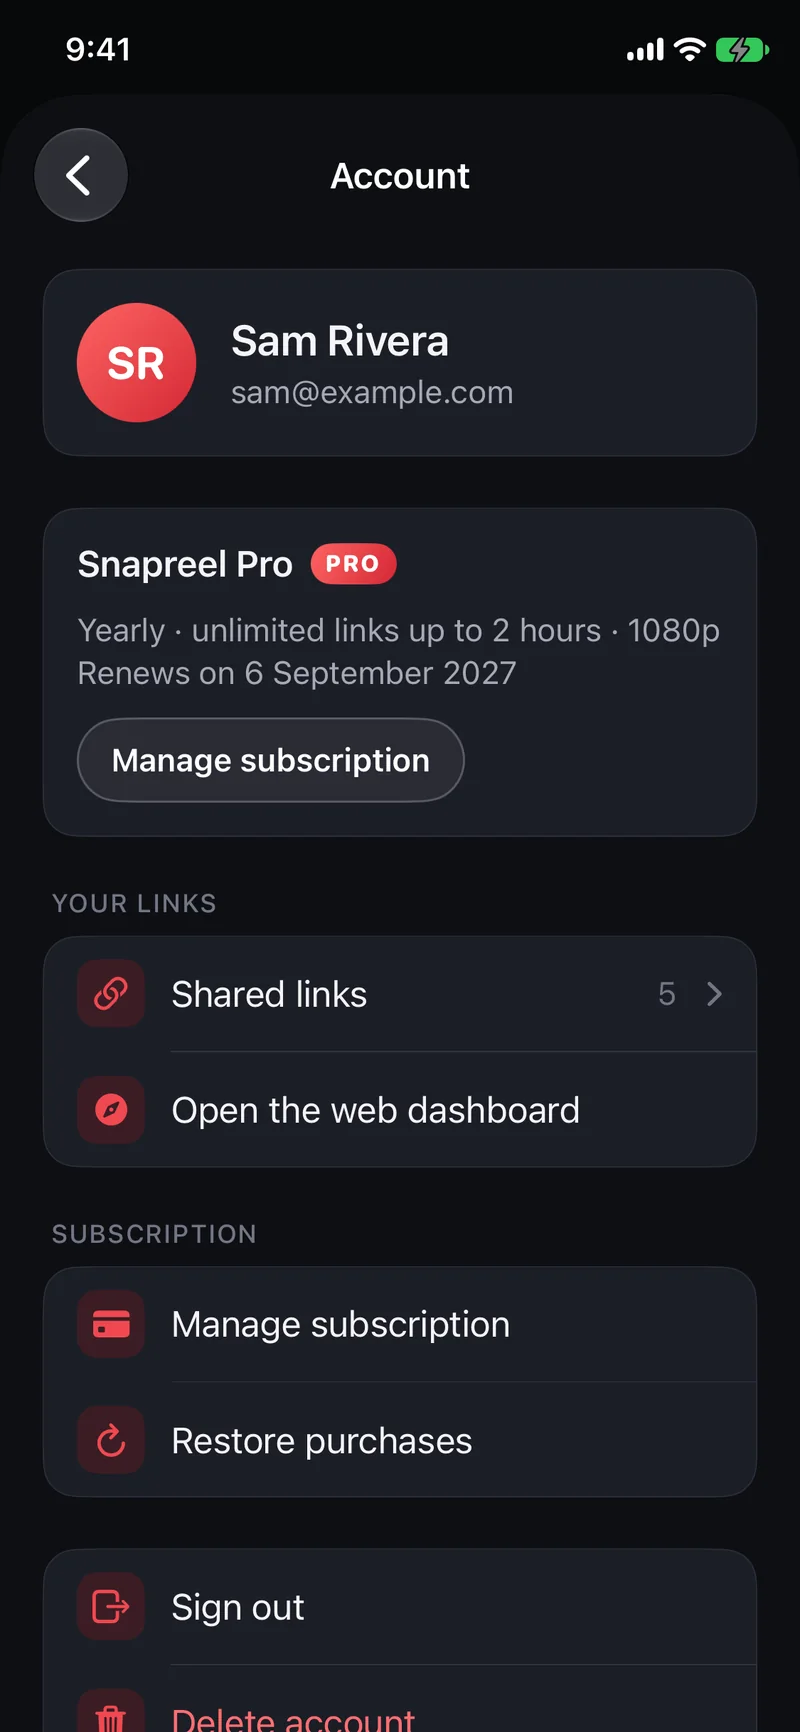 9:41
Account
SR
Sam Rivera
sam@example.com
Snapreel Pro PRO
Yearly · unlimited links up to 2 hours · 1080p
Renews on 6 September 2027
Manage subscription
YOUR LINKS
Shared links 5
Open the web dashboard
SUBSCRIPTION
Manage subscription
Restore purchases
Sign out
Delete account